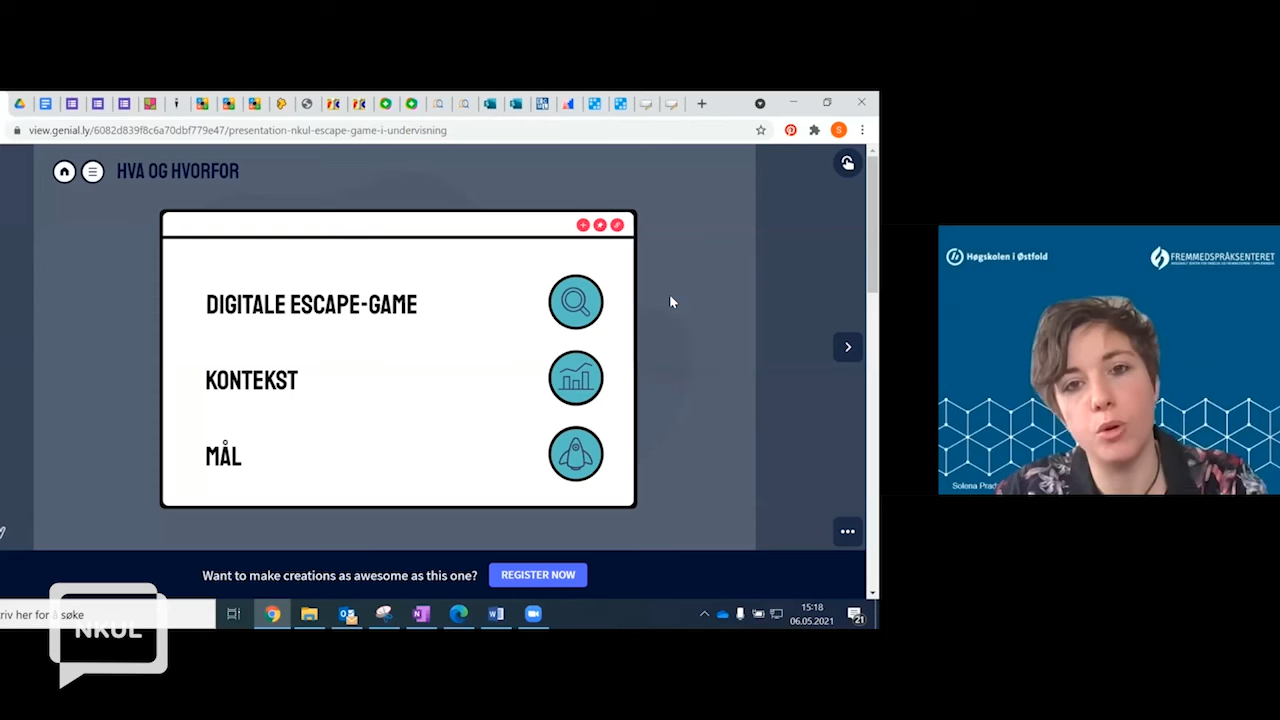 view.genial.ly/6082d839f8c6a70dbf779e47/presentation-nkul-escape-game-i-undervisning
S
HVA OG HVORFOR
DIGITALE ESCAPE-GAME
KONTEKST
MÅL
Høgskolen i Østfold
FREMMEDSPRÅKSENTERET
Solena
Want to make creations as awesome as this one?
REGISTER NOW
riv her for å søke
15:18
06.05.2021
21
NKUL